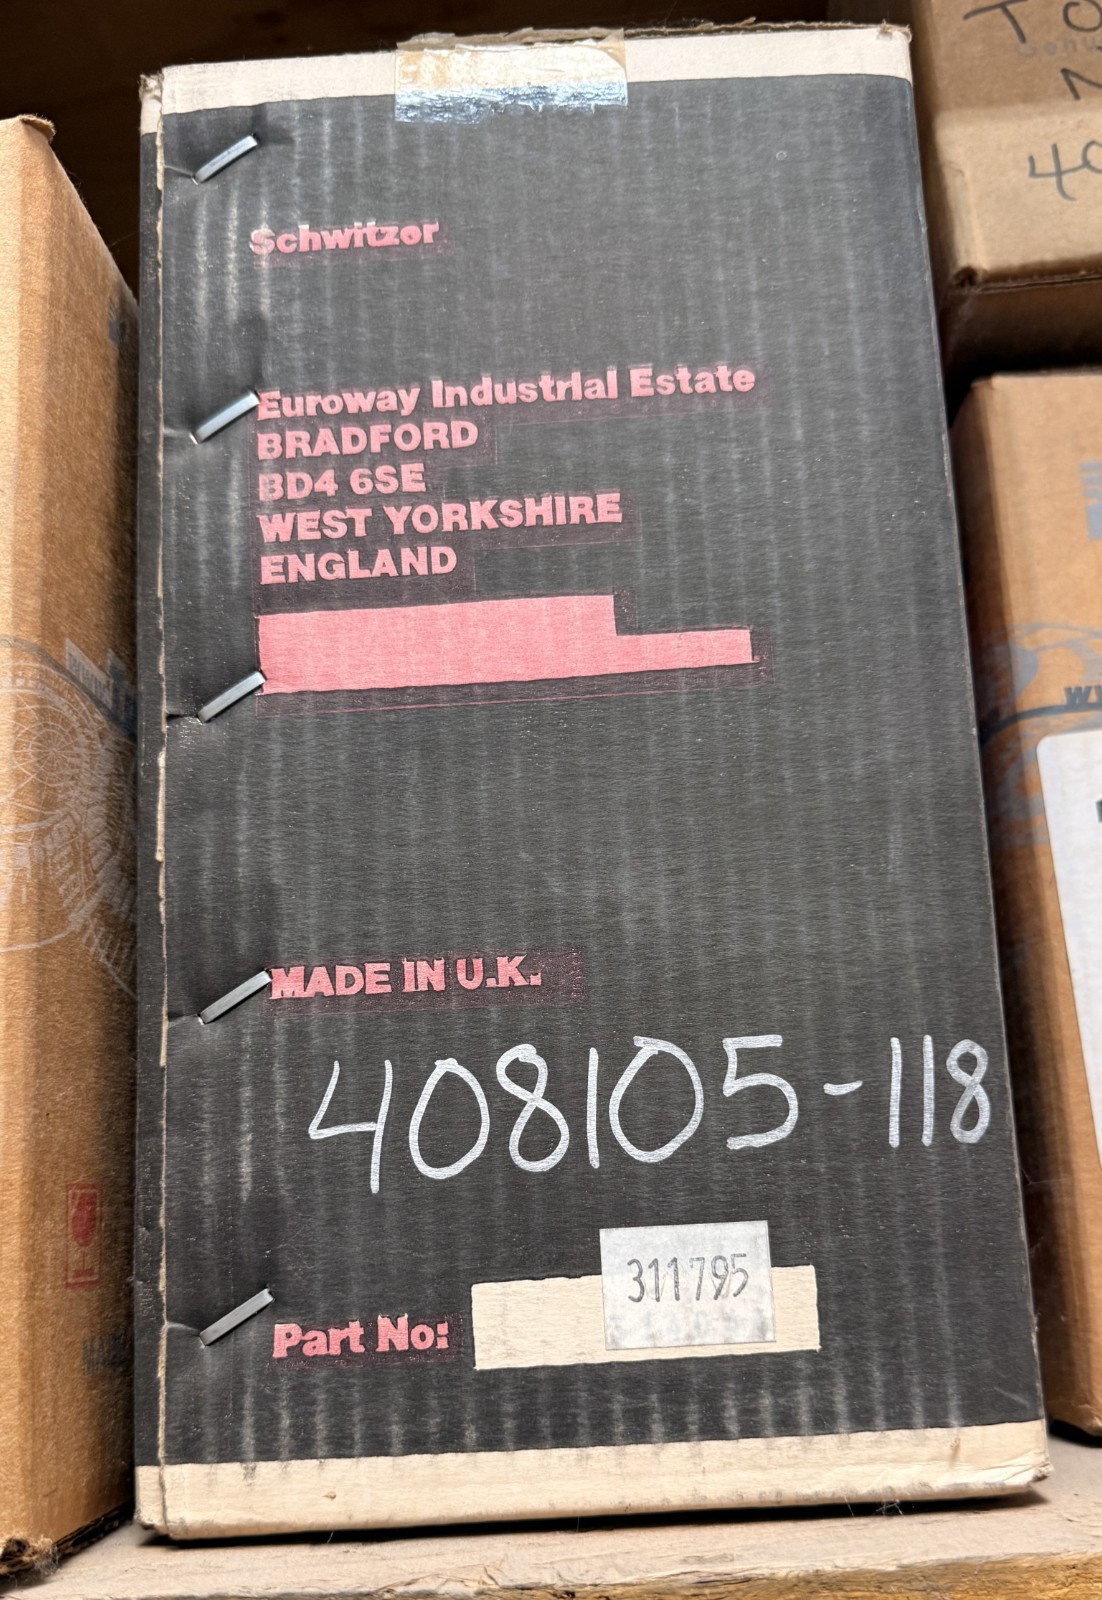 Schwitzer
Euroway Industrial Estate
BRADFORD
BD4 6SE
WEST YORKSHIRE
ENGLAND
MADE IN U.K.
408105-118
311795
Part No: